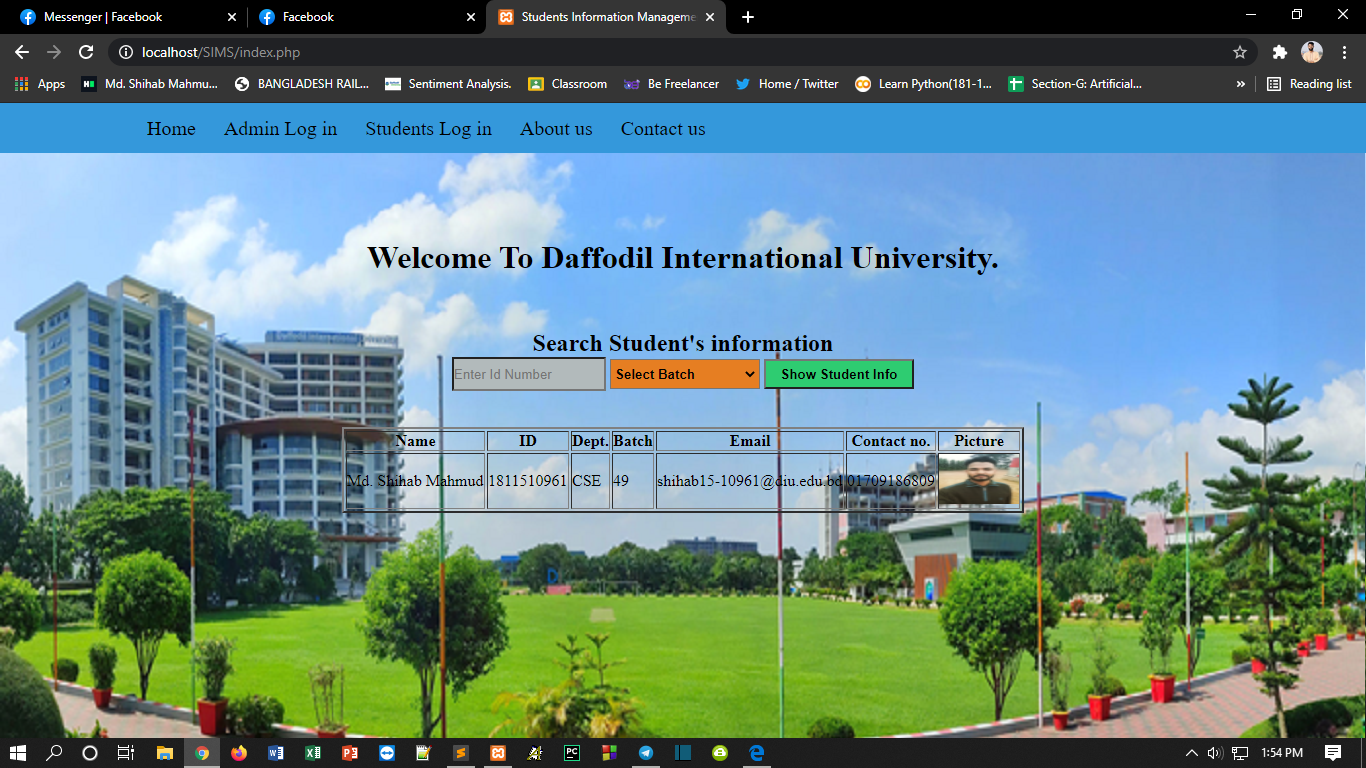 Messenger | Facebook
Facebook
Students Information Manageme
localhost/SIMS/index.php
Apps
Md. Shihab Mahmu...
BANGLADESH RAIL...
Sentiment Analysis.
Classroom
Be Freelancer
Home / Twitter
Learn Python(181-1...
Section-G: Artificial...
»
Reading list
Home Admin Log in Students Log in About us Contact us
Welcome To Daffodil International University.
Daffodil International University
Search Student's information
Enter Id Number Select Batch Show Student Info
Name ID Dept. Batch Email Contact no. Picture
Md. Shihab Mahmud 1811510961 CSE 49 shihab15-10961@diu.edu.bd 01709186809
1:54 PM